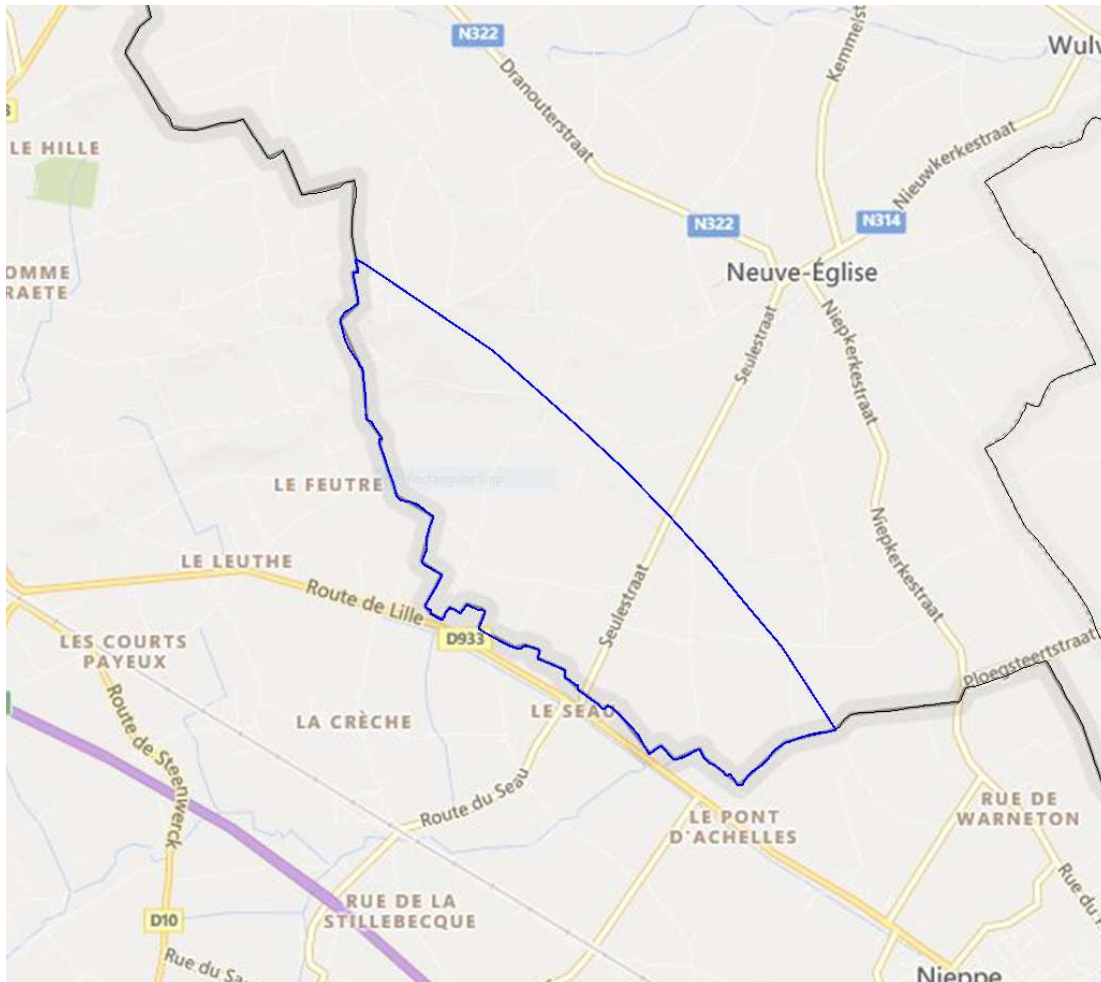 N322
Wulv
Kemmelst
Dranouterstraat
LE HILLE
Nieuwkerkestraat
N322
N314
OMME
RAETE
Neuve-Église
Seulestraat
Niepkerkestraat
LE FEUTRE
Rectangular Snip
Niepkerkestraat
LE LEUTHE
Route de Lille
Seulestraat
D933
LES COURTS
PAYEUX
Ploegsteertstraat
LE SEAU
LA CRÈCHE
Route de Steenwerck
Route du Seau
LE PONT
D'ACHELLES
RUE DE
WARNETON
RUE DE LA
STILLEBECQUE
D10
Rue du
Rue du Sa
Nieppe